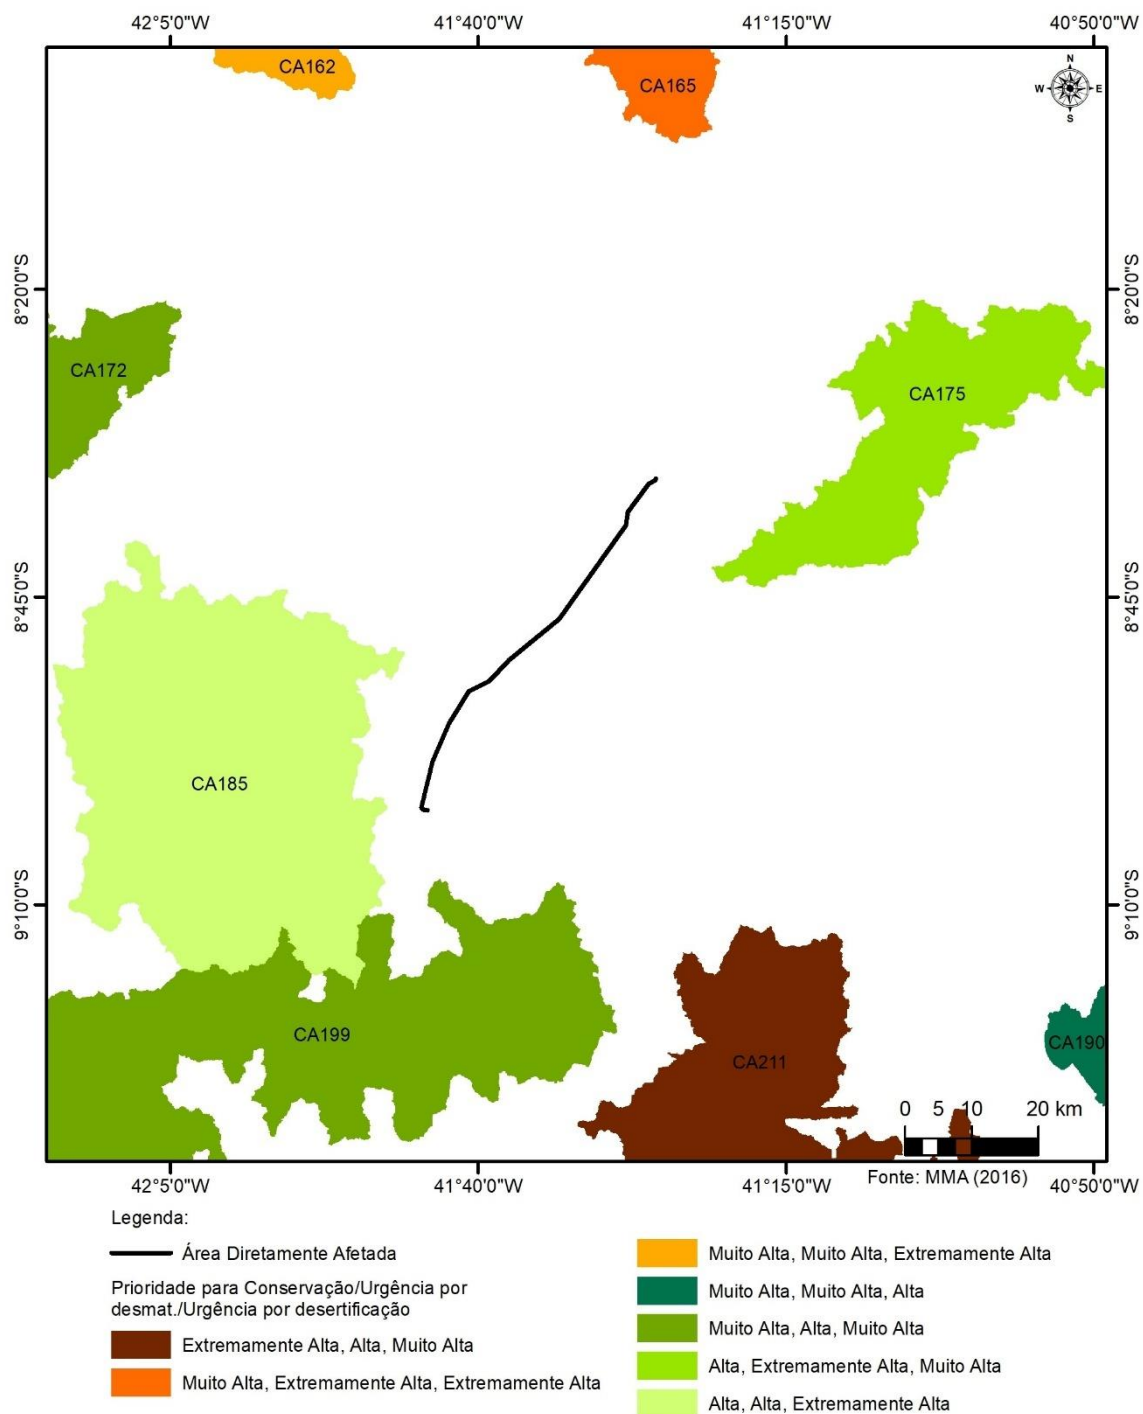 42°5'0"W 41°40'0"W 41°15'0"W 40°50'0"W
CA162
CA165
N
W E
S
8°20'0"S 8°20'0"S
CA172
CA175
8°45'0"S 8°45'0"S
CA185
9°10'0"S 9°10'0"S
CA199
CA190
CA211
0 5 10 20 km
42°5'0"W 41°40'0"W 41°15'0"W 40°50'0"W
Fonte: MMA (2016)
Legenda:
Área Diretamente Afetada
Prioridade para Conservação/Urgência por
desmat./Urgência por desertificação
Extremamente Alta, Alta, Muito Alta
Muito Alta, Extremamente Alta, Extremamente Alta
Muito Alta, Muito Alta, Extremamente Alta
Muito Alta, Muito Alta, Alta
Muito Alta, Alta, Muito Alta
Alta, Extremamente Alta, Muito Alta
Alta, Alta, Extremamente Alta